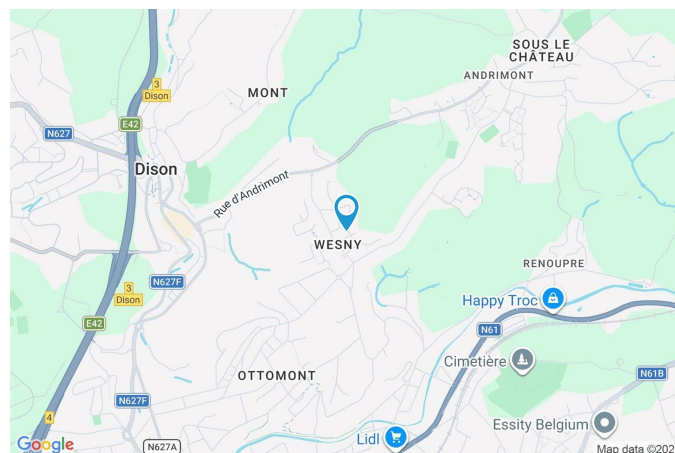 SOUS LE
CHÂTEAU
ANDRIMONT
3
Dison
MONT
E42
N627
Dison
Rue d'Andrimont
WESNY
RENOUPRE
N627F
3
Dison
Happy Troc
E42
N61
Cimetière
OTTOMONT
N61B
N627F
4
Essity Belgium
Lidl
N627A
Google
Map data ©202